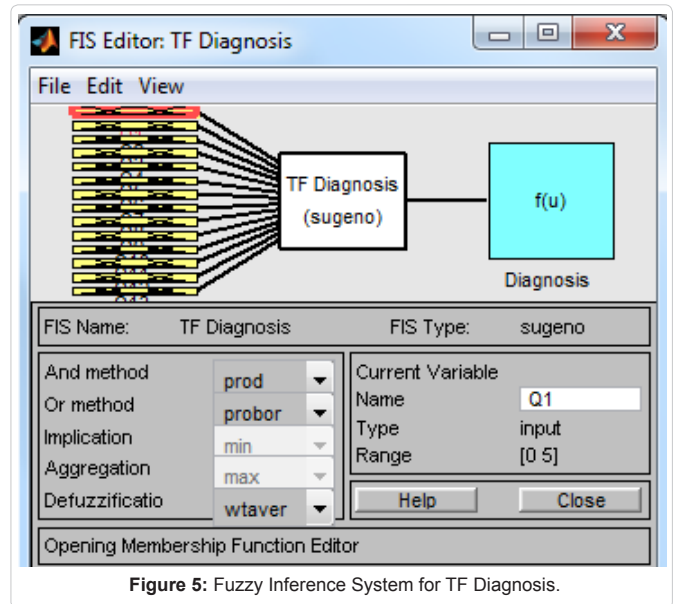 FIS Editor: TF Diagnosis
File Edit View
TF Diagnosis
(sugeno)
f(u)
Diagnosis
FIS Name: TF Diagnosis FIS Type: sugeno
And method prod
Or method probor
Implication min
Aggregation max
Defuzzificatio wtaver
Current Variable
Name Q1
Type input
Range [0 5]
Help Close
Opening Membership Function Editor
Figure 5: Fuzzy Inference System for TF Diagnosis.